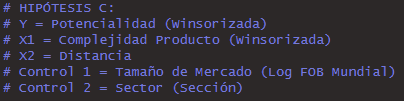 # HIPÓTESIS C:
# Y = Potencialidad (Winsorizada)
# X1 = Complejidad Producto (Winsorizada)
# X2 = Distancia
# Control 1 = Tamaño de Mercado (Log FOB Mundial)
# Control 2 = Sector (Sección)